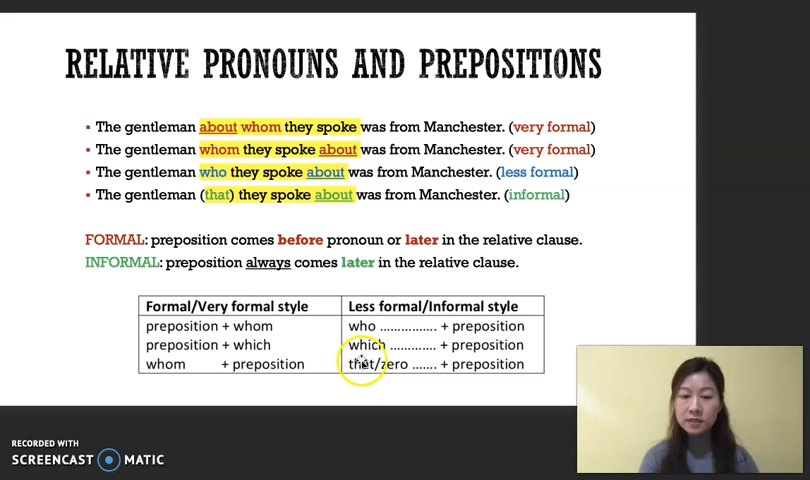 RELATIVE PRONOUNS AND PREPOSITIONS
▪ The gentleman about whom they spoke was from Manchester. (very formal)
▪ The gentleman whom they spoke about was from Manchester. (very formal)
▪ The gentleman who they spoke about was from Manchester. (less formal)
▪ The gentleman (that) they spoke about was from Manchester. (informal)
FORMAL: preposition comes before pronoun or later in the relative clause.
INFORMAL: preposition always comes later in the relative clause.
Formal/Very formal style Less formal/Informal style
preposition + whom who ................ + preposition
preposition + which which ............. + preposition
whom + preposition that/zero ....... + preposition
RECORDED WITH
SCREENCAST MATIC